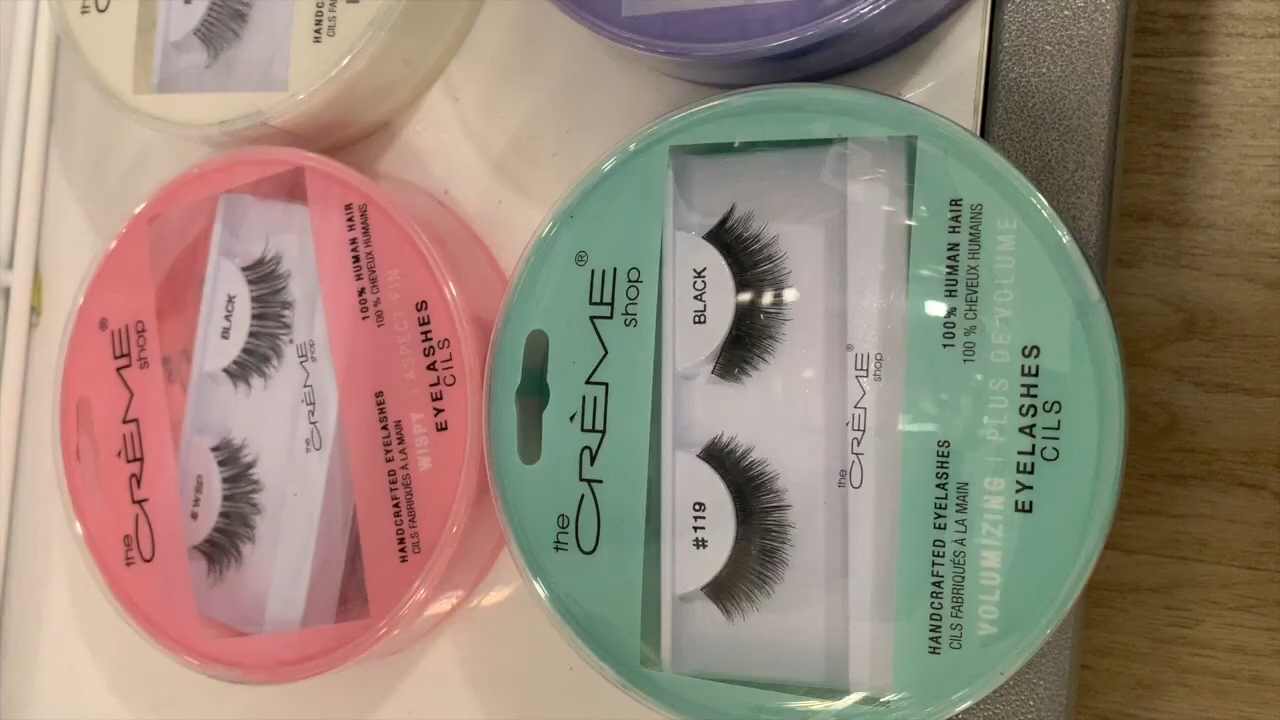 HANDCRAFTED
CILS
the
CRÈME®
shop
BLACK
the
CRÈME®
shop
HANDCRAFTED EYELASHES
CILS FABRIQUÉS À LA MAIN
100% HUMAN HAIR
100 % CHEVEUX HUMAINS
WISPY | ASPECT FIN
EYELASHES
CILS
the
CRÈME®
shop
#119
BLACK
the
CRÈME®
shop
HANDCRAFTED EYELASHES
CILS FABRIQUÉS À LA MAIN
100% HUMAN HAIR
100 % CHEVEUX HUMAINS
VOLUMIZING | PLUS DE VOLUME
EYELASHES
CILS